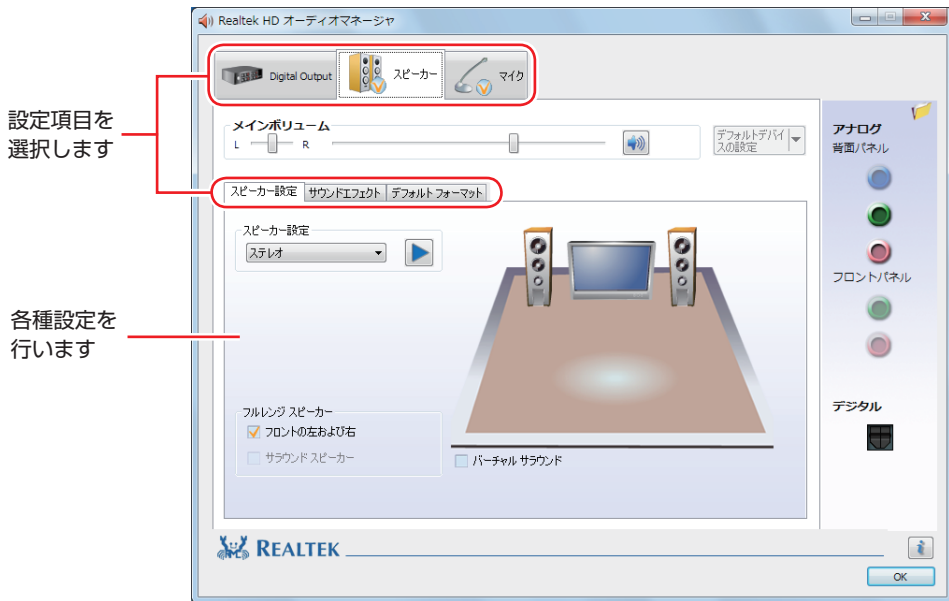 Realtek HD オーディオマネージャ
Digital Output
スピーカー
マイク
設定項目を
選択します
メインボリューム
L
R
デフォルトデバイ
スの設定
アナログ
背面パネル
スピーカー設定
サウンドエフェクト
デフォルト フォーマット
スピーカー設定
ステレオ
フロントパネル
各種設定を
行います
フルレンジ スピーカー
フロントの左および右
サラウンド スピーカー
バーチャル サラウンド
デジタル
REALTEK
i
OK